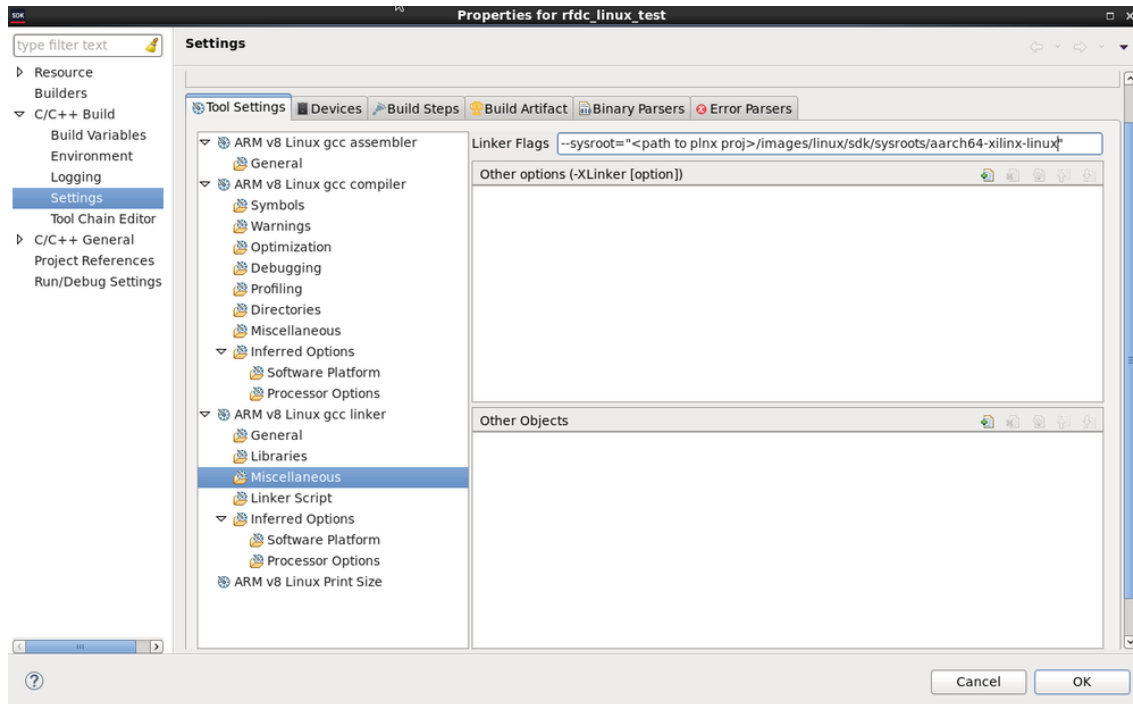 SDK
Properties for rfdc_linux_test
type filter text
Resource
Builders
C/C++ Build
Build Variables
Environment
Logging
Settings
Tool Chain Editor
C/C++ General
Project References
Run/Debug Settings
Settings
Tool Settings
Devices
Build Steps
Build Artifact
Binary Parsers
Error Parsers
ARM v8 Linux gcc assembler
General
ARM v8 Linux gcc compiler
Symbols
Warnings
Optimization
Debugging
Profiling
Directories
Miscellaneous
Inferred Options
Software Platform
Processor Options
ARM v8 Linux gcc linker
General
Libraries
Miscellaneous
Linker Script
Inferred Options
Software Platform
Processor Options
ARM v8 Linux Print Size
Linker Flags --sysroot="<path to plnx proj>/images/linux/sdk/sysroots/aarch64-xilinx-linux"
Other options (-XLinker [option])
Other Objects
Cancel
OK